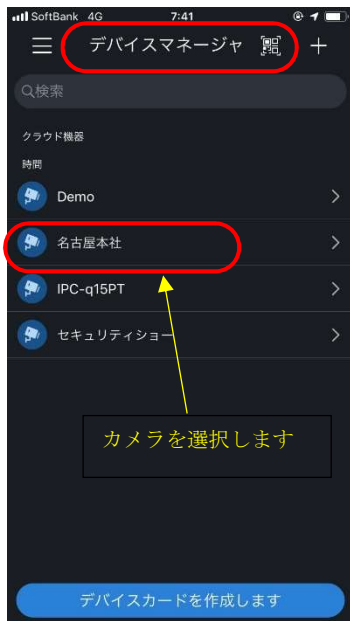 SoftBank 4G 7:41
デバイスマネージャ
検索
クラウド機器
時間
Demo
名古屋本社
IPC-q15PT
セキュリティショー
カメラを選択します
デバイスカードを作成します